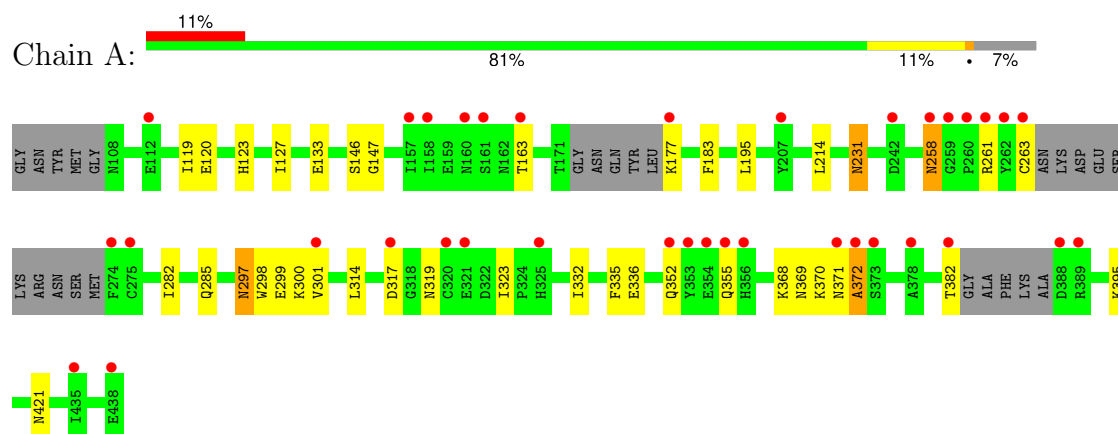 11%
Chain A:
81% 11% • 7%
GLY ASN TYR MET GLY N108 E112 I119 E120 H123 I127 E133 S146 G147 I157 I158 E159 N160 S161 N162 T163 T171 GLY ASN GLN TYR LEU K177 F183 L195 Y207 L214 N231 D242 N258 G259 P260 R261 Y262 C263 ASN LYS ASP GLU SER
LYS ARG ASN SER MET F274 C275 I282 Q285 N297 W298 E299 K300 V301 L314 D317 G318 N319 C320 E321 D322 I323 P324 H325 I332 F335 E336 Q352 Y353 E354 Q355 H356 K368 N369 K370 N371 A372 S373 A378 T382 GLY ALA PHE LYS ALA D388 R389 K395
N421 I435 E438